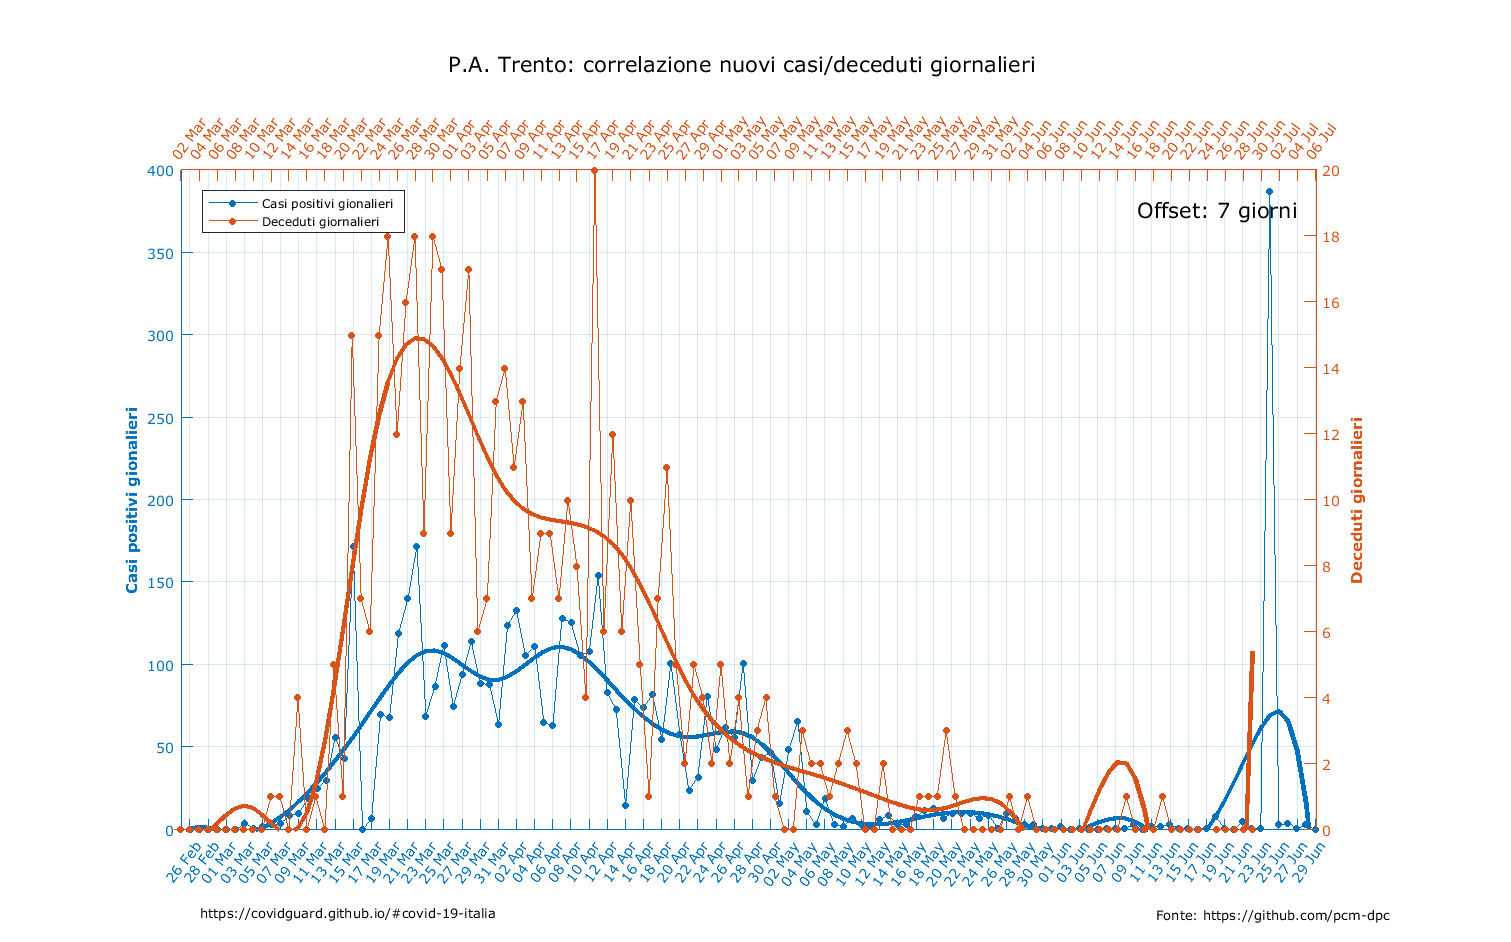 P.A. Trento: correlazione nuovi casi/deceduti giornalieri
02 Mar
04 Mar
06 Mar
08 Mar
10 Mar
12 Mar
14 Mar
16 Mar
18 Mar
20 Mar
22 Mar
24 Mar
26 Mar
28 Mar
30 Mar
01 Apr
03 Apr
05 Apr
07 Apr
09 Apr
11 Apr
13 Apr
15 Apr
17 Apr
19 Apr
21 Apr
23 Apr
25 Apr
27 Apr
29 Apr
01 May
03 May
05 May
07 May
09 May
11 May
13 May
15 May
17 May
19 May
21 May
23 May
25 May
27 May
29 May
31 May
02 Jun
04 Jun
06 Jun
08 Jun
10 Jun
12 Jun
14 Jun
16 Jun
18 Jun
20 Jun
22 Jun
24 Jun
26 Jun
28 Jun
30 Jun
02 Jul
04 Jul
06 Jul
Casi positivi gionalieri
Deceduti giornalieri
Offset: 7 giorni
400
350
300
250
200
150
100
50
0
Casi positivi gionalieri
20
18
16
14
12
10
8
6
4
2
0
Deceduti giornalieri
26 Feb
28 Feb
01 Mar
03 Mar
05 Mar
07 Mar
09 Mar
11 Mar
13 Mar
15 Mar
17 Mar
19 Mar
21 Mar
23 Mar
25 Mar
27 Mar
29 Mar
31 Mar
02 Apr
04 Apr
06 Apr
08 Apr
10 Apr
12 Apr
14 Apr
16 Apr
18 Apr
20 Apr
22 Apr
24 Apr
26 Apr
28 Apr
30 Apr
02 May
04 May
06 May
08 May
10 May
12 May
14 May
16 May
18 May
20 May
22 May
24 May
26 May
28 May
30 May
01 Jun
03 Jun
05 Jun
07 Jun
09 Jun
11 Jun
13 Jun
15 Jun
17 Jun
19 Jun
21 Jun
23 Jun
25 Jun
27 Jun
29 Jun
https://covidguard.github.io/#covid-19-italia
Fonte: https://github.com/pcm-dpc